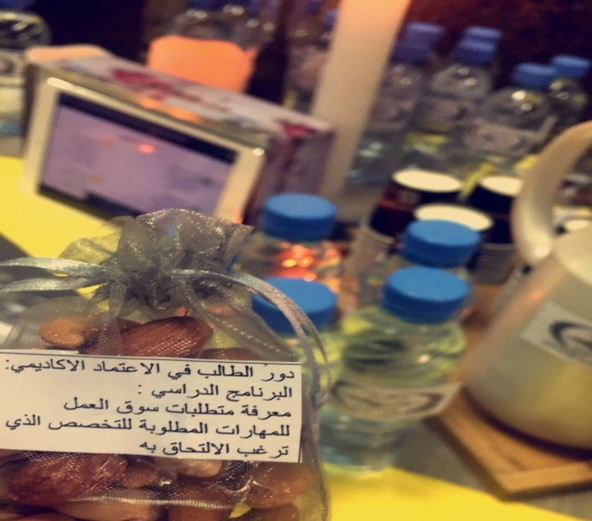 دور الطالب في الاعتماد الاكاديمي:
البرنامج الدراسي :
معرفة متطلبات سوق العمل
للمهارات المطلوبة للتخصص الذي
ترغب الالتحاق به